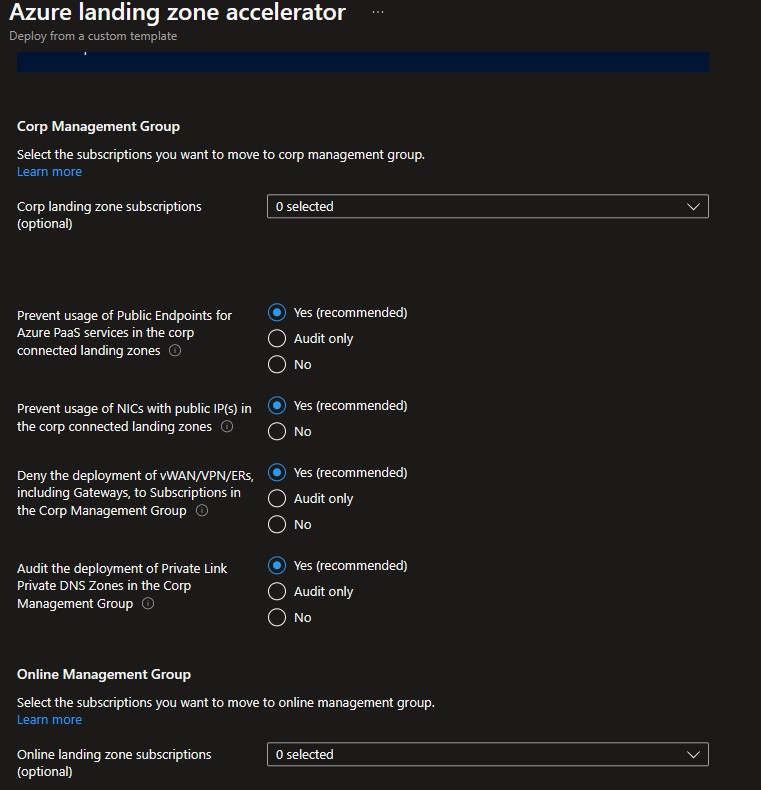 Azure landing zone accelerator ...
Deploy from a custom template
Corp Management Group
Select the subscriptions you want to move to corp management group.
Learn more
Corp landing zone subscriptions
(optional)
0 selected
Prevent usage of Public Endpoints for
Azure PaaS services in the corp
connected landing zones
Yes (recommended)
Audit only
No
Prevent usage of NICs with public IP(s) in
the corp connected landing zones
Yes (recommended)
No
Deny the deployment of vWAN/VPN/ERs,
including Gateways, to Subscriptions in
the Corp Management Group
Yes (recommended)
Audit only
No
Audit the deployment of Private Link
Private DNS Zones in the Corp
Management Group
Yes (recommended)
Audit only
No
Online Management Group
Select the subscriptions you want to move to online management group.
Learn more
Online landing zone subscriptions
(optional)
0 selected